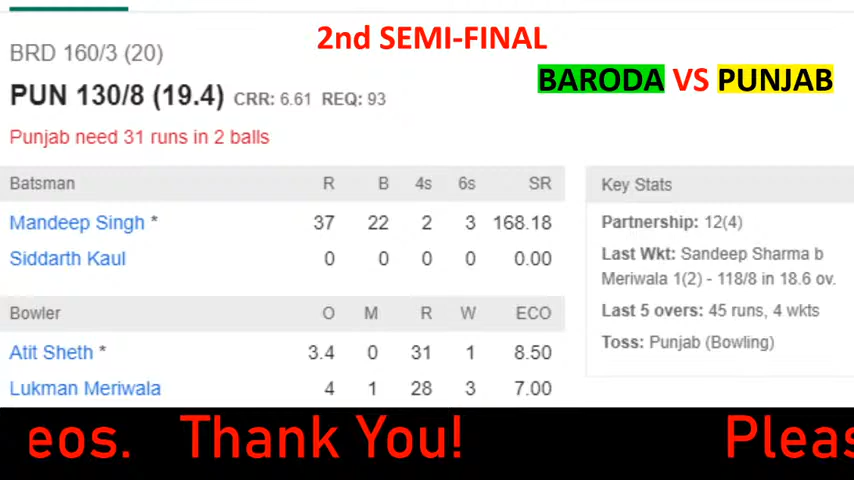 2nd SEMI-FINAL
BRD 160/3 (20)
BARODA VS PUNJAB
PUN 130/8 (19.4) CRR: 6.61 REQ: 93
Punjab need 31 runs in 2 balls
Batsman R B 4s 6s SR
Mandeep Singh * 37 22 2 3 168.18
Siddarth Kaul 0 0 0 0 0.00
Bowler O M R W ECO
Atit Sheth * 3.4 0 31 1 8.50
Lukman Meriwala 4 1 28 3 7.00
Key Stats
Partnership: 12(4)
Last Wkt: Sandeep Sharma b
Meriwala 1(2) - 118/8 in 18.6 ov.
Last 5 overs: 45 runs, 4 wkts
Toss: Punjab (Bowling)
eos. Thank You! Pleas